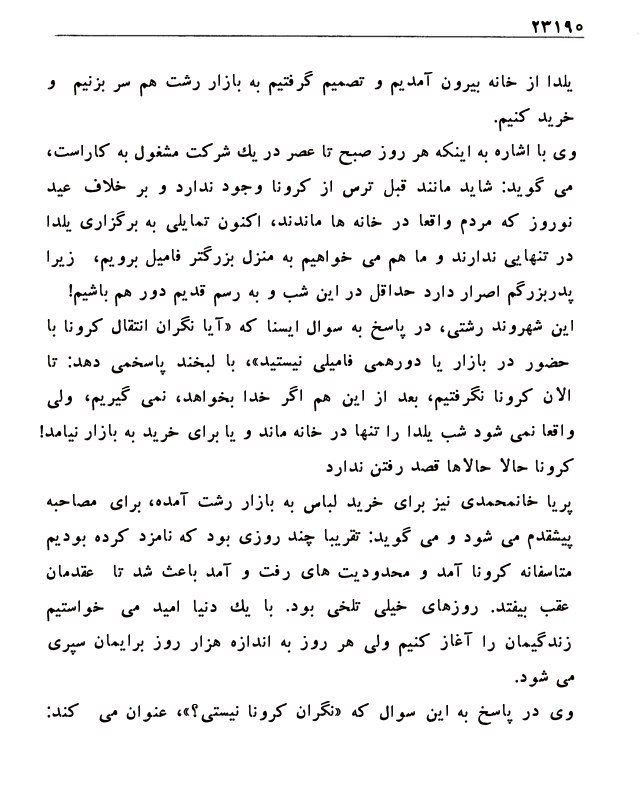 ۲۳۱۹۰
یلدا از خانه بیرون آمدیم و تصمیم گرفتیم به بازار رشت هم سر بزنیم و
خرید کنیم.
وی با اشاره به اینکه هر روز صبح تا عصر در یك شرکت مشغول به کاراست،
می گوید: شاید مانند قبل ترس از کرونا وجود ندارد و بر خلاف عید
نوروز که مردم واقعا در خانه ها ماندند، اکنون تمایلی به برگزاری یلدا
در تنهایی ندارند و ما هم می خواهیم به منزل بزرگتر فامیل برویم، زیرا
پدربزرگم اصرار دارد حداقل در این شب و به رسم قدیم دور هم باشیم!
این شهروند رشتی، در پاسخ به سوال ایسنا که «آیا نگران انتقال کرونا با
حضور در بازار یا دورهمی فامیلی نیستید»، با لبخند پاسخمی دهد: تا
الان کرونا نگرفتیم، بعد از این هم اگر خدا بخواهد، نمی گیریم، ولی
واقعا نمی شود شب یلدا را تنها در خانه ماند و یا برای خرید به بازار نیامد!
کرونا حالا حالاها قصد رفتن ندارد
پریا خانمحمدی نیز برای خرید لباس به بازار رشت آمده، برای مصاحبه
پیشقدم می شود و می گوید: تقریبا چند روزی بود که نامزد کرده بودیم
متاسفانه کرونا آمد و محدودیت های رفت و آمد باعث شد تا عقدمان
عقب بیفتد. روزهای خیلی تلخی بود. با یك دنیا امید می خواستیم
زندگیمان را آغاز کنیم ولی هر روز به اندازه هزار روز برایمان سپری
می شود.
وی در پاسخ به این سوال که «نگران کرونا نیستی؟»، عنوان می کند: